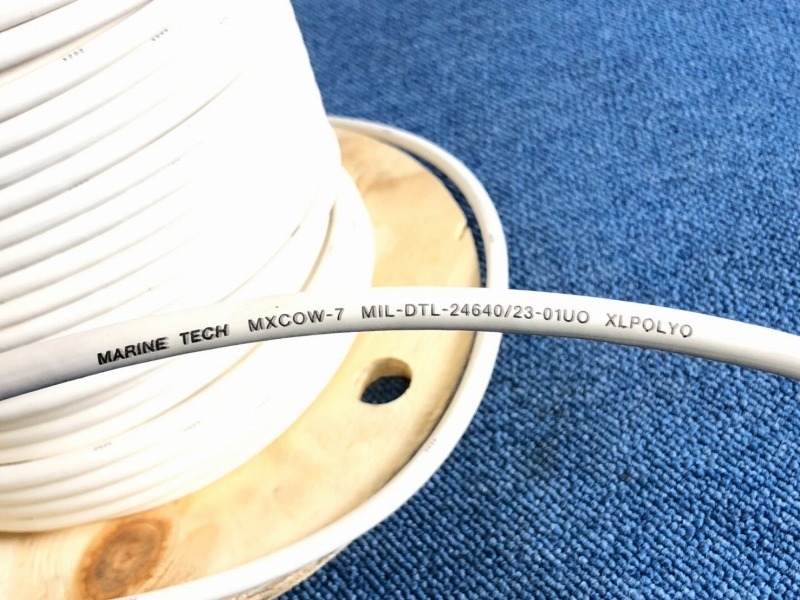 MARINE TECH MXCOW-7 MIL-DTL-24640/23-01UO XLPOLYO